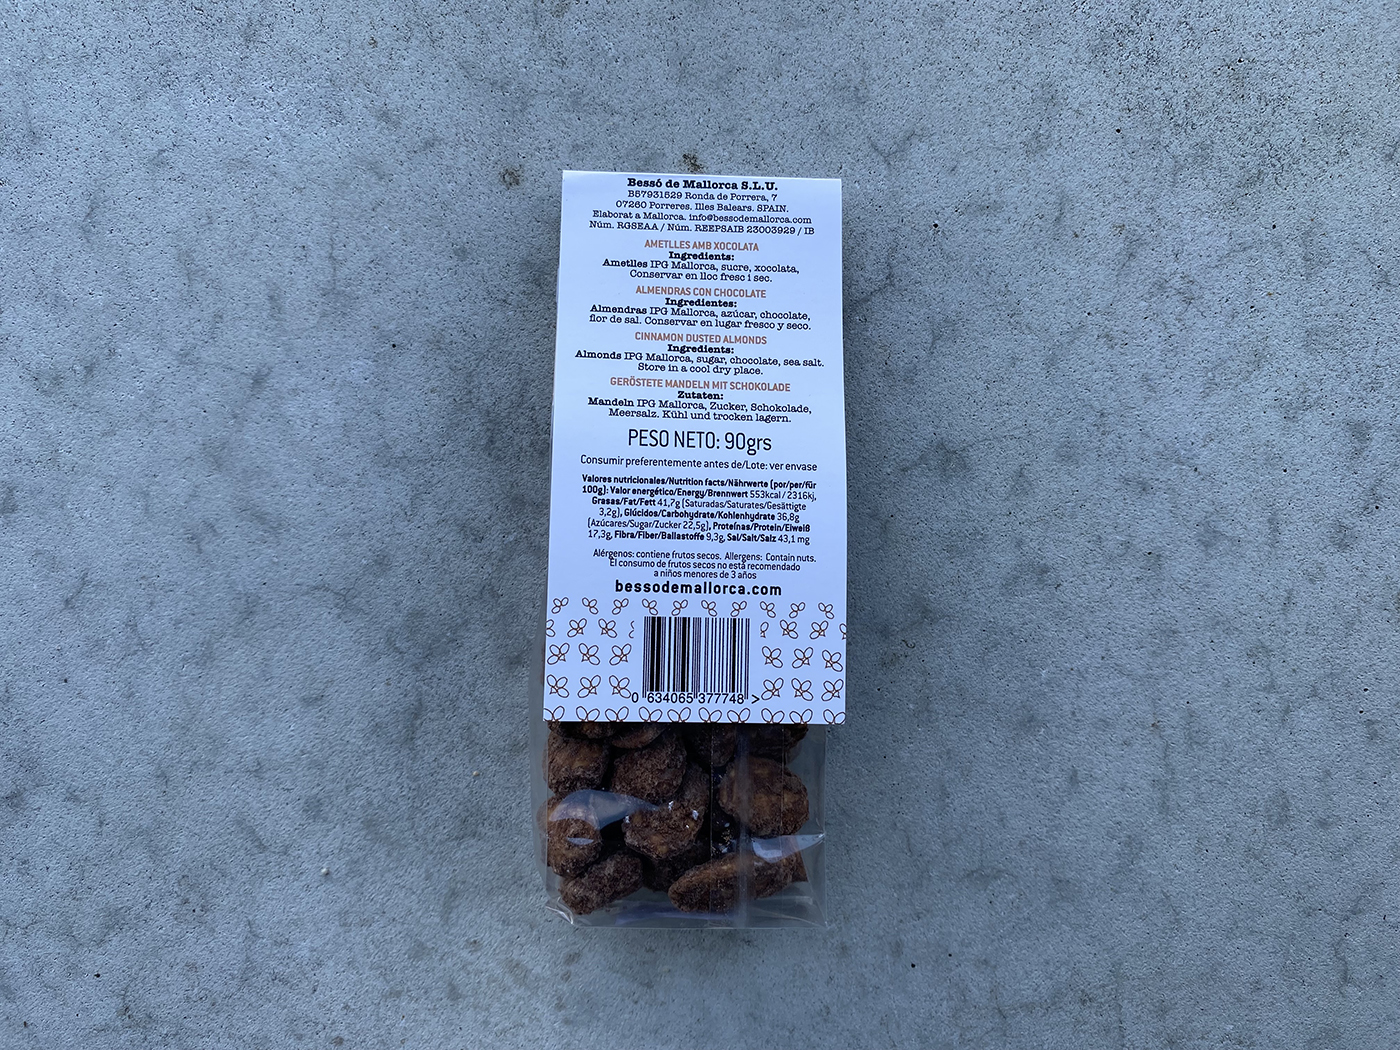 Bessó de Mallorca S.L.U.
B57931529 Ronda de Porrera, 7
07260 Porreres. Illes Balears. SPAIN.
Elaborat a Mallorca. info@bessodemallorca.com
Núm. RGSEAA / Núm. REEPSAIB 23003929 / IB
AMETLLES AMB XOCOLATA
Ingredients:
Ametlles IPG Mallorca, sucre, xocolata,
Conservar en lloc fresc i sec.
ALMENDRAS CON CHOCOLATE
Ingredientes:
Almendras IPG Mallorca, azúcar, chocolate,
flor de sal. Conservar en lugar fresco y seco.
CINNAMON DUSTED ALMONDS
Ingredients:
Almonds IPG Mallorca, sugar, chocolate, sea salt.
Store in a cool dry place.
GERÖSTETE MANDELN MIT SCHOKOLADE
Zutaten:
Mandeln IPG Mallorca, Zucker, Schokolade,
Meersalz. Kühl und trocken lagern.
PESO NETO: 90grs
Consumir preferentemente antes de/Lote: ver envase
Valores nutricionales/Nutrition facts/Nährwerte (por/per/für
100g): Valor energético/Energy/Brennwert 553kcal / 2316kj,
Grasas/Fat/Fett 41,7g (Saturadas/Saturates/Gesättigte
3,2g), Glúcidos/Carbohydrate/Kohlenhydrate 36,8g
(Azúcares/Sugar/Zucker 22,5g), Proteínas/Protein/Eiweiß
17,3g, Fibra/Fiber/Ballastoffe 9,3g, Sal/Salt/Salz 43,1 mg
Alérgenos: contiene frutos secos. Allergens: Contain nuts.
El consumo de frutos secos no está recomendado
a niños menores de 3 años
bessodemallorca.com
0 634065 377748 >